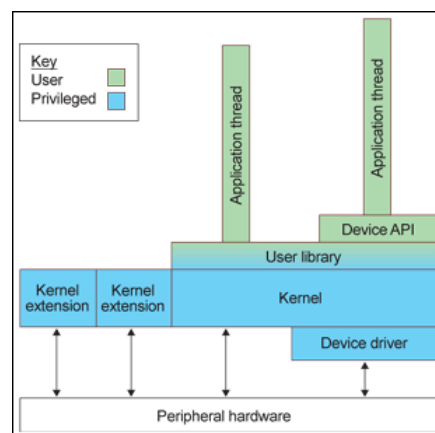 Key
User
Privileged
Application thread
Application thread
Device API
User library
Kernel
extension
Kernel
extension
Kernel
Device driver
Peripheral hardware